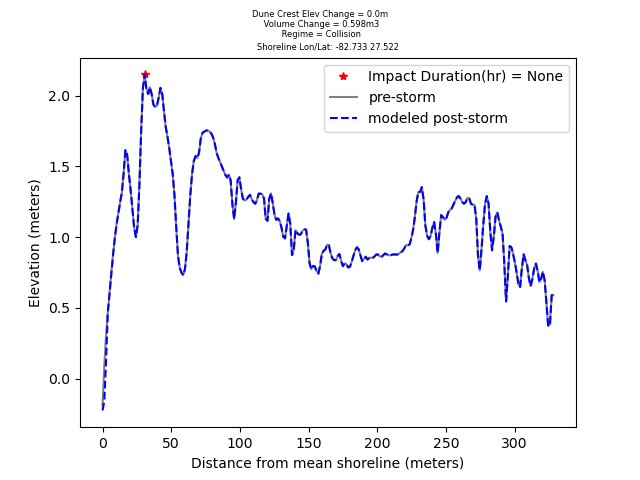 Dune Crest Elev Change = 0.0m
Volume Change = 0.598m3
Regime = Collision
Shoreline Lon/Lat: -82.733 27.522
Impact Duration(hr) = None
pre-storm
modeled post-storm
2.0
1.5
1.0
0.5
0.0
Elevation (meters)
0 50 100 150 200 250 300
Distance from mean shoreline (meters)